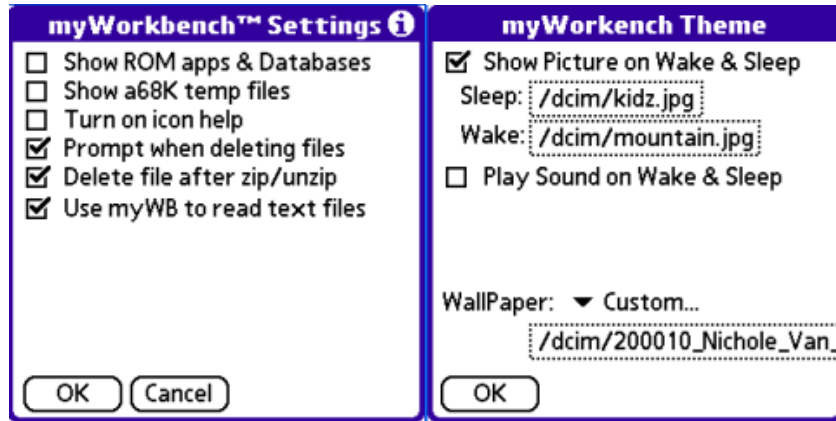 myWorkbench™ Settings
Show ROM apps & Databases
Show a68K temp files
Turn on icon help
Prompt when deleting files
Delete file after zip/unzip
Use myWB to read text files
OK Cancel
myWorkench Theme
Show Picture on Wake & Sleep
Sleep: /dcim/kidz.jpg
Wake: /dcim/mountain.jpg
Play Sound on Wake & Sleep
WallPaper: Custom...
/dcim/200010_Nichole_Van_
OK